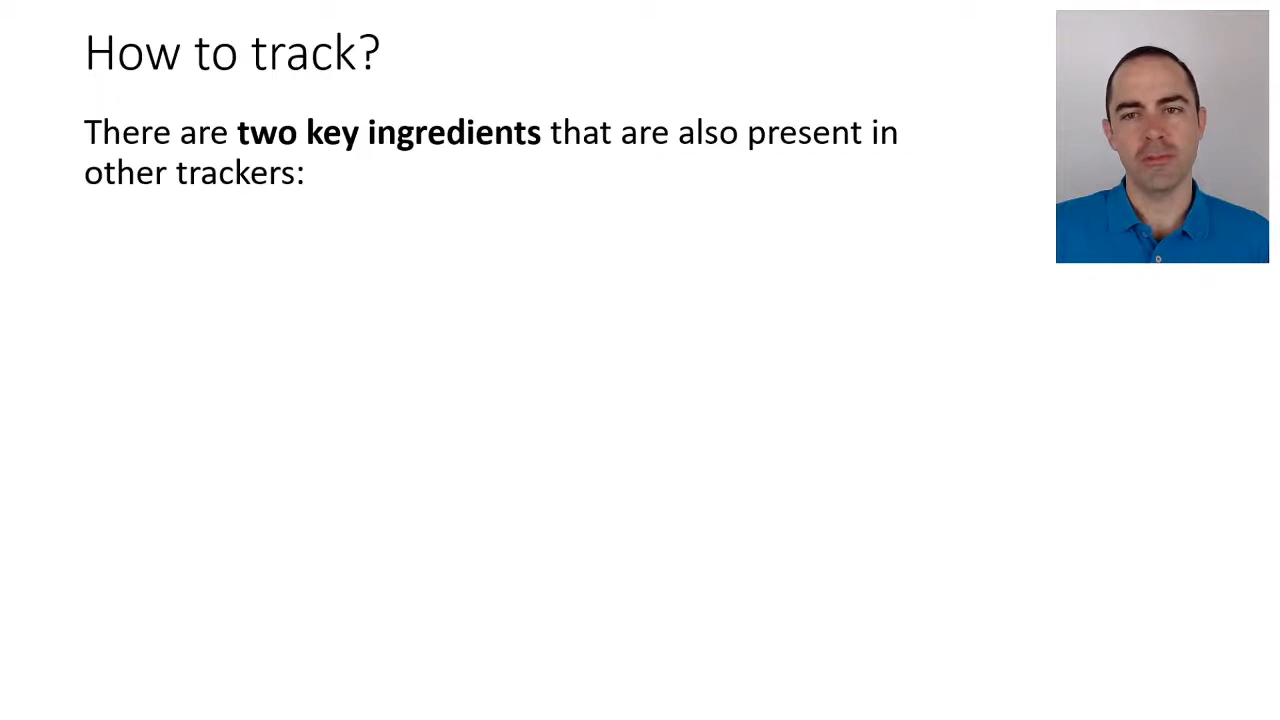 How to track?
There are two key ingredients that are also present in
other trackers: